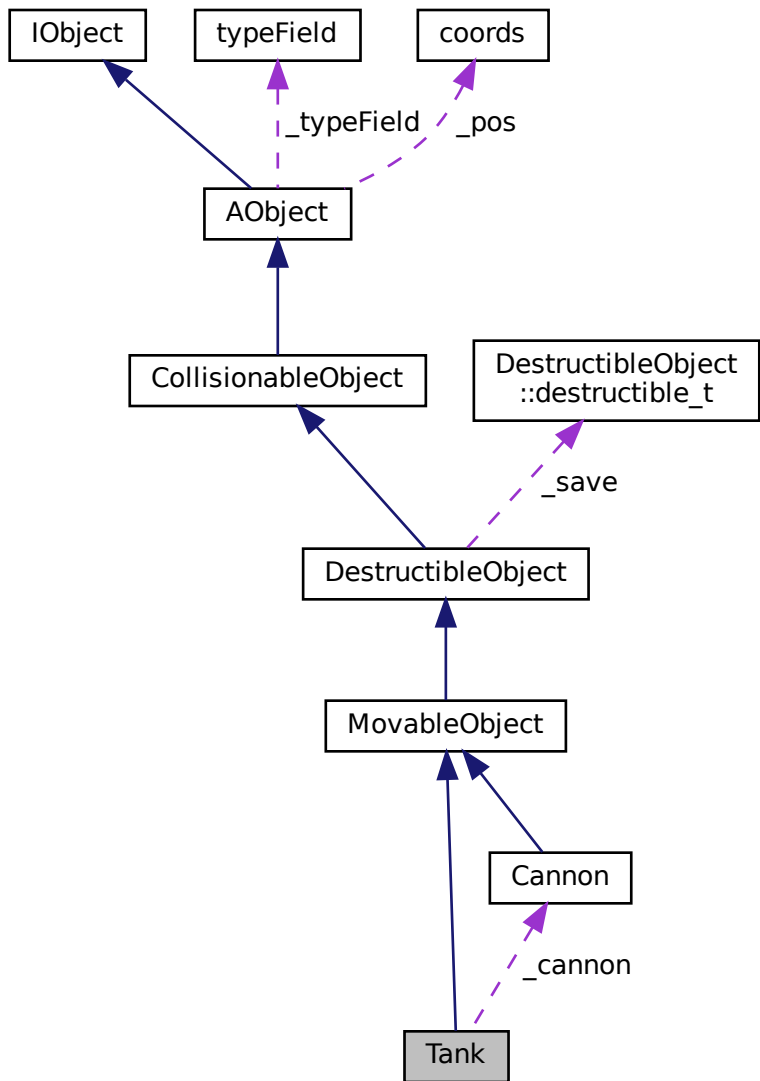 IObject
typeField
coords
_typeField
_pos
AObject
CollisionableObject
DestructibleObject
::destructible_t
_save
DestructibleObject
MovableObject
Cannon
_cannon
Tank